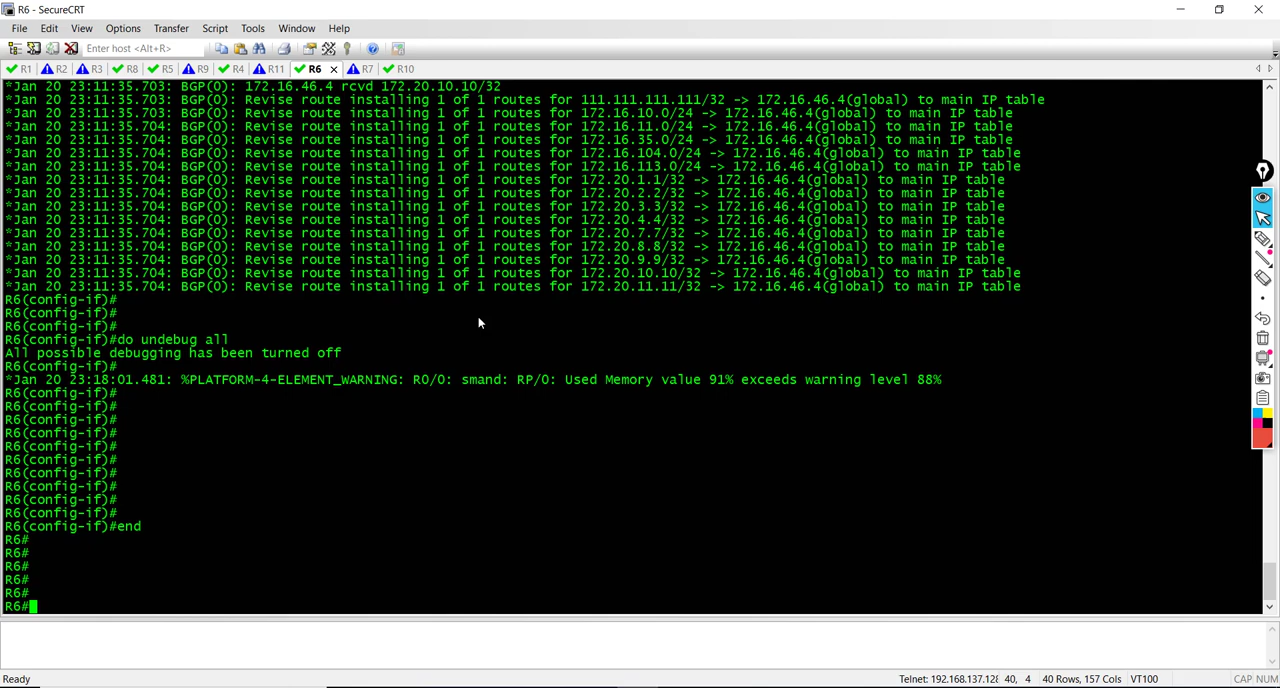 R6 - SecureCRT
File Edit View Options Transfer Script Tools Window Help
Enter host <Alt+R>
R1 R2 R3 R8 R5 R9 R4 R11 R6 × R7 R10
*Jan 20 23:11:35.703: BGP(0): 172.16.46.4 rcvd 172.20.10.10/32
*Jan 20 23:11:35.703: BGP(0): Revise route installing 1 of 1 routes for 111.111.111.111/32 -> 172.16.46.4(global) to main IP table
*Jan 20 23:11:35.703: BGP(0): Revise route installing 1 of 1 routes for 172.16.10.0/24 -> 172.16.46.4(global) to main IP table
*Jan 20 23:11:35.704: BGP(0): Revise route installing 1 of 1 routes for 172.16.11.0/24 -> 172.16.46.4(global) to main IP table
*Jan 20 23:11:35.704: BGP(0): Revise route installing 1 of 1 routes for 172.16.35.0/24 -> 172.16.46.4(global) to main IP table
*Jan 20 23:11:35.704: BGP(0): Revise route installing 1 of 1 routes for 172.16.104.0/24 -> 172.16.46.4(global) to main IP table
*Jan 20 23:11:35.704: BGP(0): Revise route installing 1 of 1 routes for 172.16.113.0/24 -> 172.16.46.4(global) to main IP table
*Jan 20 23:11:35.704: BGP(0): Revise route installing 1 of 1 routes for 172.20.1.1/32 -> 172.16.46.4(global) to main IP table
*Jan 20 23:11:35.704: BGP(0): Revise route installing 1 of 1 routes for 172.20.2.2/32 -> 172.16.46.4(global) to main IP table
*Jan 20 23:11:35.704: BGP(0): Revise route installing 1 of 1 routes for 172.20.3.3/32 -> 172.16.46.4(global) to main IP table
*Jan 20 23:11:35.704: BGP(0): Revise route installing 1 of 1 routes for 172.20.4.4/32 -> 172.16.46.4(global) to main IP table
*Jan 20 23:11:35.704: BGP(0): Revise route installing 1 of 1 routes for 172.20.7.7/32 -> 172.16.46.4(global) to main IP table
*Jan 20 23:11:35.704: BGP(0): Revise route installing 1 of 1 routes for 172.20.8.8/32 -> 172.16.46.4(global) to main IP table
*Jan 20 23:11:35.704: BGP(0): Revise route installing 1 of 1 routes for 172.20.9.9/32 -> 172.16.46.4(global) to main IP table
*Jan 20 23:11:35.704: BGP(0): Revise route installing 1 of 1 routes for 172.20.10.10/32 -> 172.16.46.4(global) to main IP table
*Jan 20 23:11:35.704: BGP(0): Revise route installing 1 of 1 routes for 172.20.11.11/32 -> 172.16.46.4(global) to main IP table
R6(config-if)#
R6(config-if)#
R6(config-if)#
R6(config-if)#do undebug all
All possible debugging has been turned off
R6(config-if)#
*Jan 20 23:18:01.481: %PLATFORM-4-ELEMENT_WARNING: R0/0: smand: RP/0: Used Memory value 91% exceeds warning level 88%
R6(config-if)#
R6(config-if)#
R6(config-if)#
R6(config-if)#
R6(config-if)#
R6(config-if)#
R6(config-if)#
R6(config-if)#
R6(config-if)#
R6(config-if)#
R6(config-if)#end
R6#
R6#
R6#
R6#
R6#
R6#
Ready Telnet: 192.168.137.128 40, 4 40 Rows, 157 Cols VT100 CAP NUM